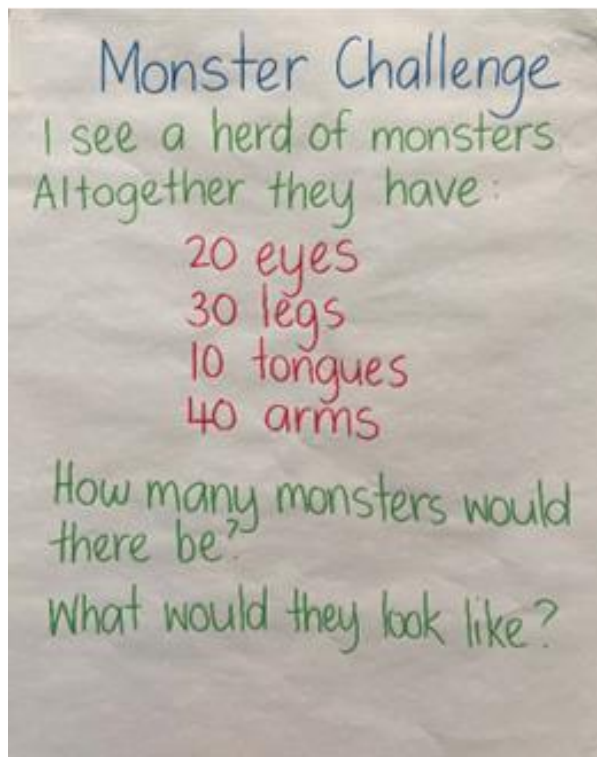 Monster Challenge
I see a herd of monsters
Altogether they have:
20 eyes
30 legs
10 tongues
40 arms
How many monsters would
there be?
What would they look like?